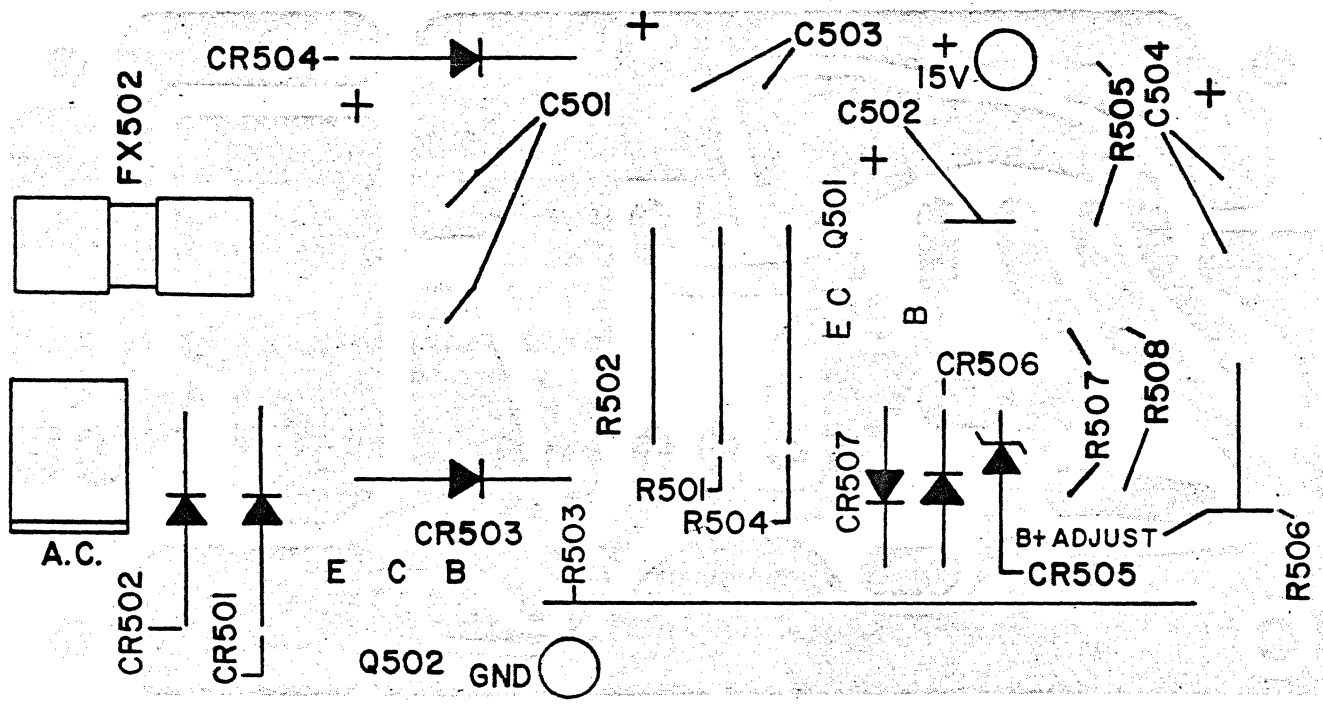 CR504
+
C503
+
15V
FX502
+
C501
C502
R505
C504
+
+
Q501
E C
B
R502
CR506
R507
R508
CR507
R501
R504
A.C.
CR503
R503
B+ ADJUST
CR505
R506
E C B
CR502
CR501
Q502
GND